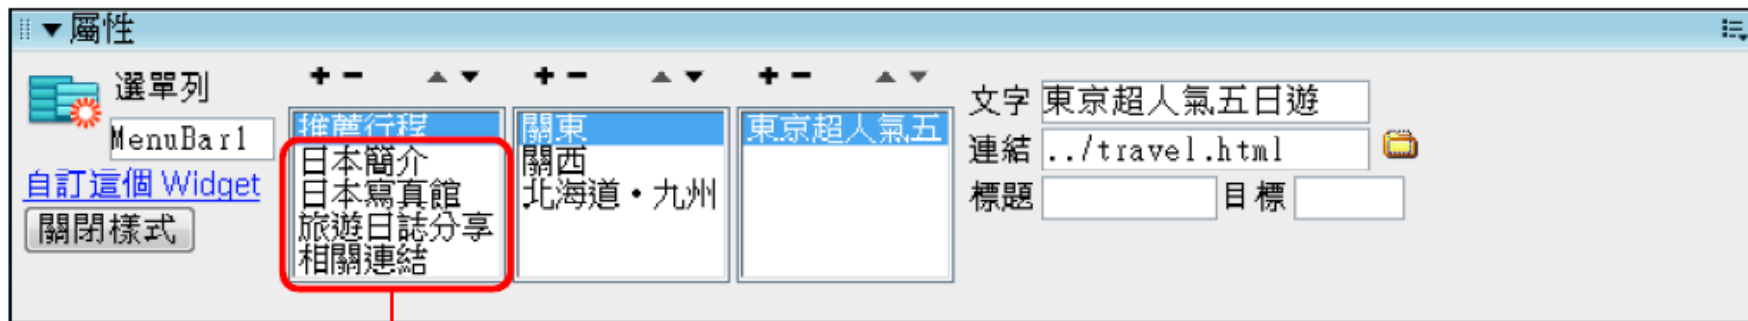 屬性
選單列
MenuBar1
自訂這個 Widget
關閉樣式
推薦行程
日本簡介
日本寫真館
旅遊日誌分享
相關連結
關東
關西
北海道・九州
東京超人氣五
文字 東京超人氣五日遊
連結 ../travel.html
標題 目標